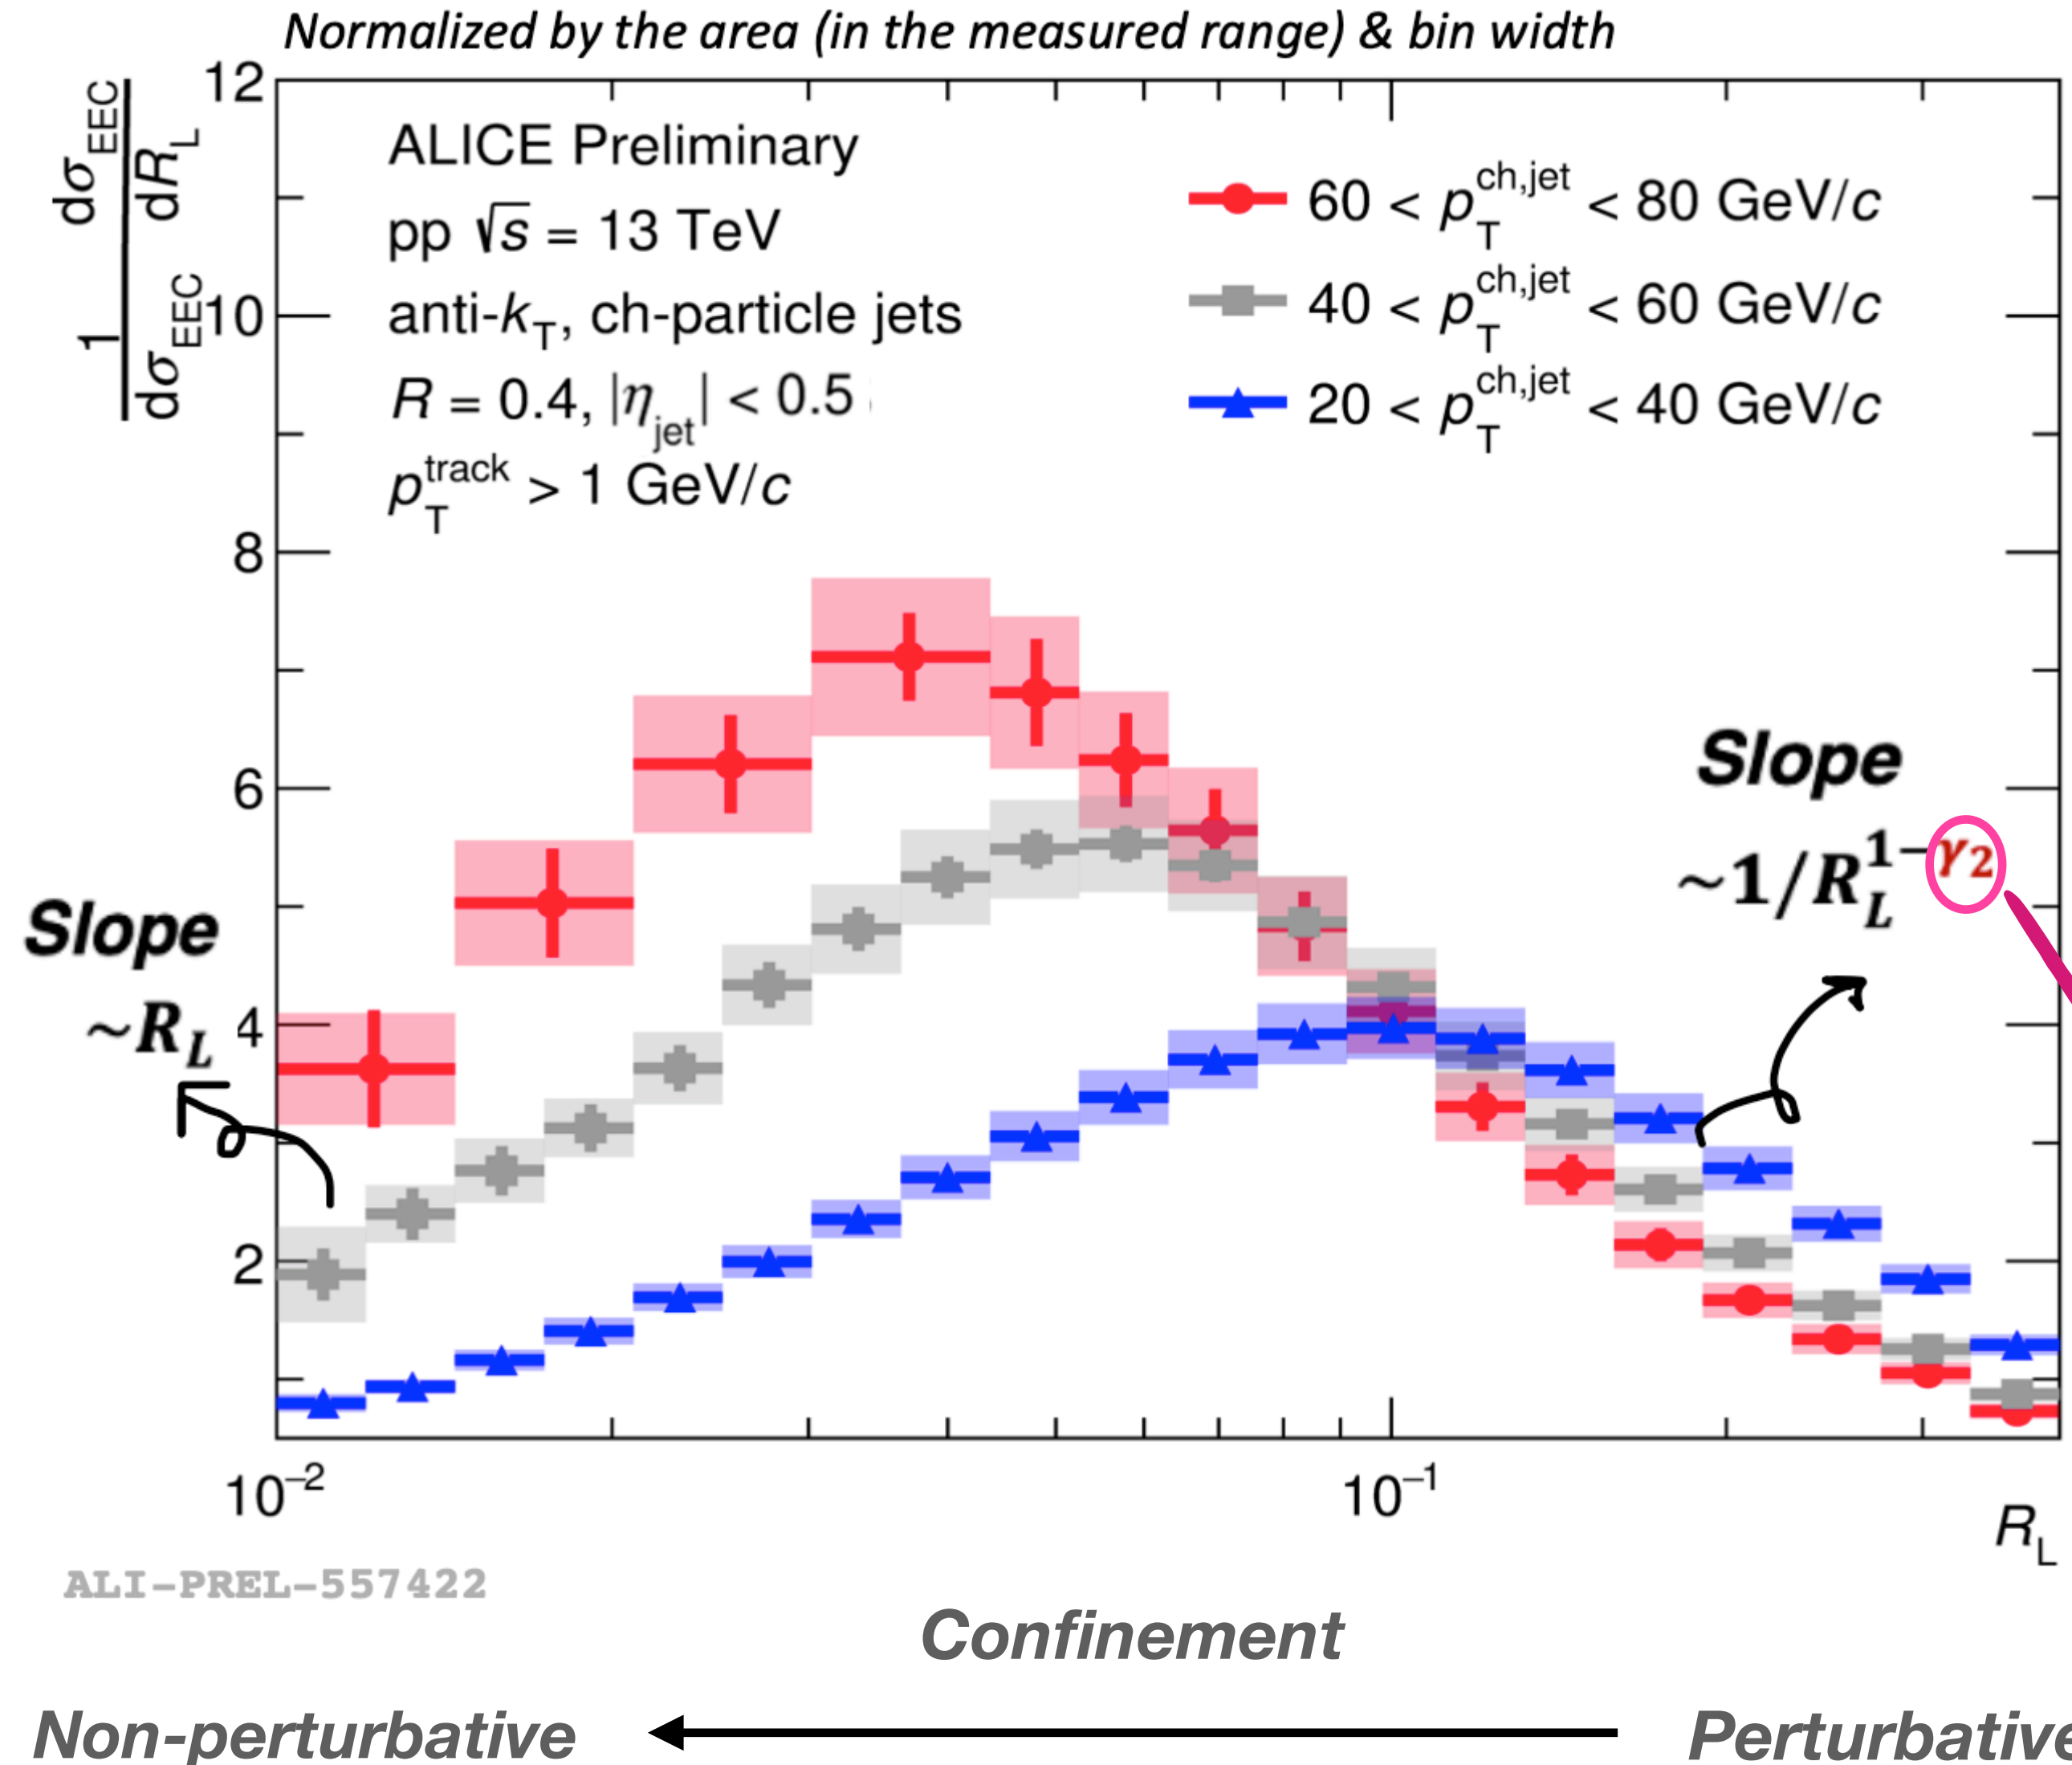 Normalized by the area (in the measured range) & bin width
1/dσ_EEC dσ_EEC/dR_L
ALICE Preliminary
pp √s = 13 TeV
anti-k_T, ch-particle jets
R = 0.4, |η_jet| < 0.5
p_T^track > 1 GeV/c
60 < p_T^ch,jet < 80 GeV/c
40 < p_T^ch,jet < 60 GeV/c
20 < p_T^ch,jet < 40 GeV/c
12
10
8
6
4
2
Slope
~R_L
Slope
~1/R_L^1−γ₂
10⁻²
10⁻¹
R_L
ALI-PREL-557422
Confinement
Non-perturbative
Perturbative